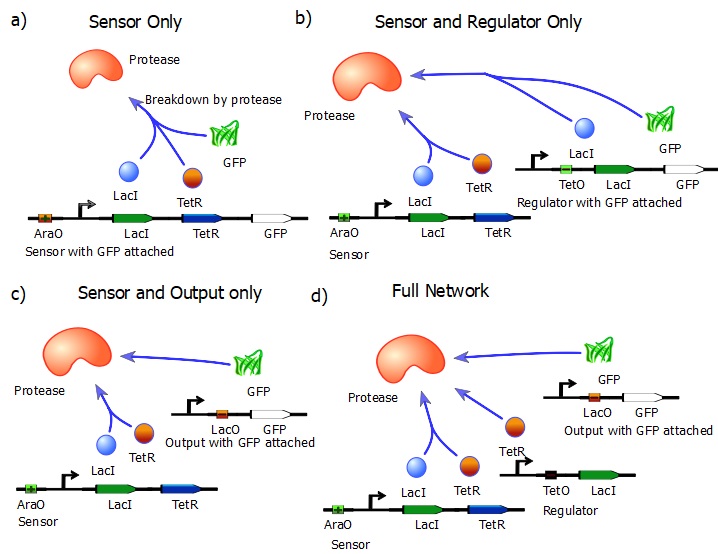 a)
Sensor Only
Protease
Breakdown by protease
GFP
LacI
TetR
AraO
LacI
TetR
GFP
Sensor with GFP attached
b)
Sensor and Regulator Only
Protease
LacI
GFP
LacI
TetR
TetO
LacI
GFP
Regulator with GFP attached
AraO
LacI
TetR
Sensor
c)
Sensor and Output only
Protease
GFP
LacI
TetR
LacO
GFP
Output with GFP attached
AraO
LacI
TetR
Sensor
d)
Full Network
Protease
GFP
LacO
GFP
Output with GFP attached
TetR
LacI
TetR
TetO
LacI
Regulator
AraO
LacI
TetR
Sensor